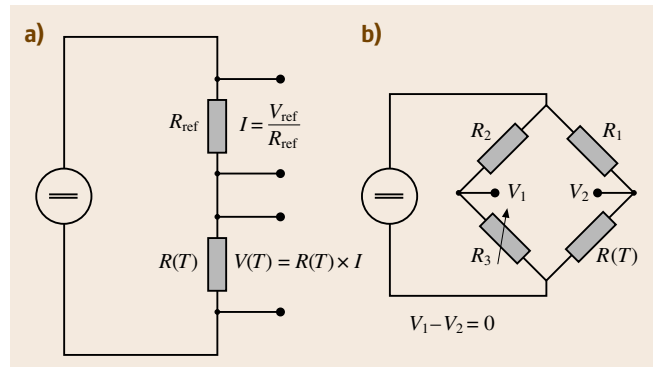 a)
R_ref
I = V_ref / R_ref
R(T)
V(T) = R(T) × I
b)
R_2
R_1
V_1
V_2
R_3
R(T)
V_1 – V_2 = 0